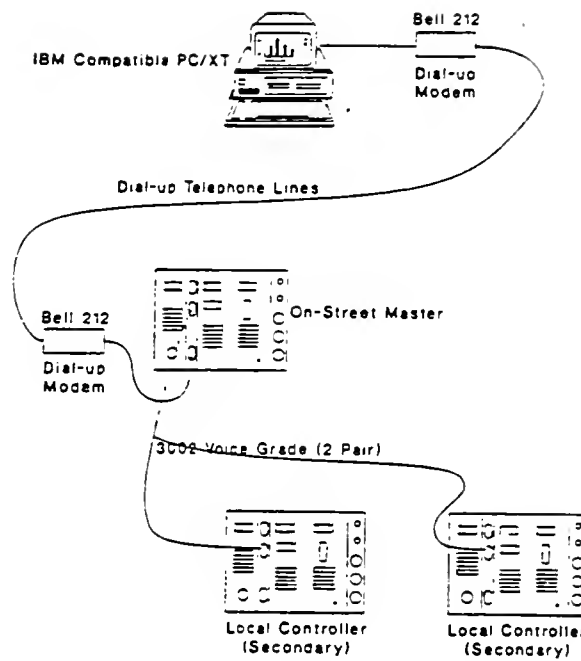 Bell 212
IBM Compatible PC/XT
Dial-up
Modem
Dial-up Telephone Lines
Bell 212
On-Street Master
Dial-up
Modem
3002 Voice Grade (2 Pair)
Local Controller
(Secondary)
Local Controller
(Secondary)